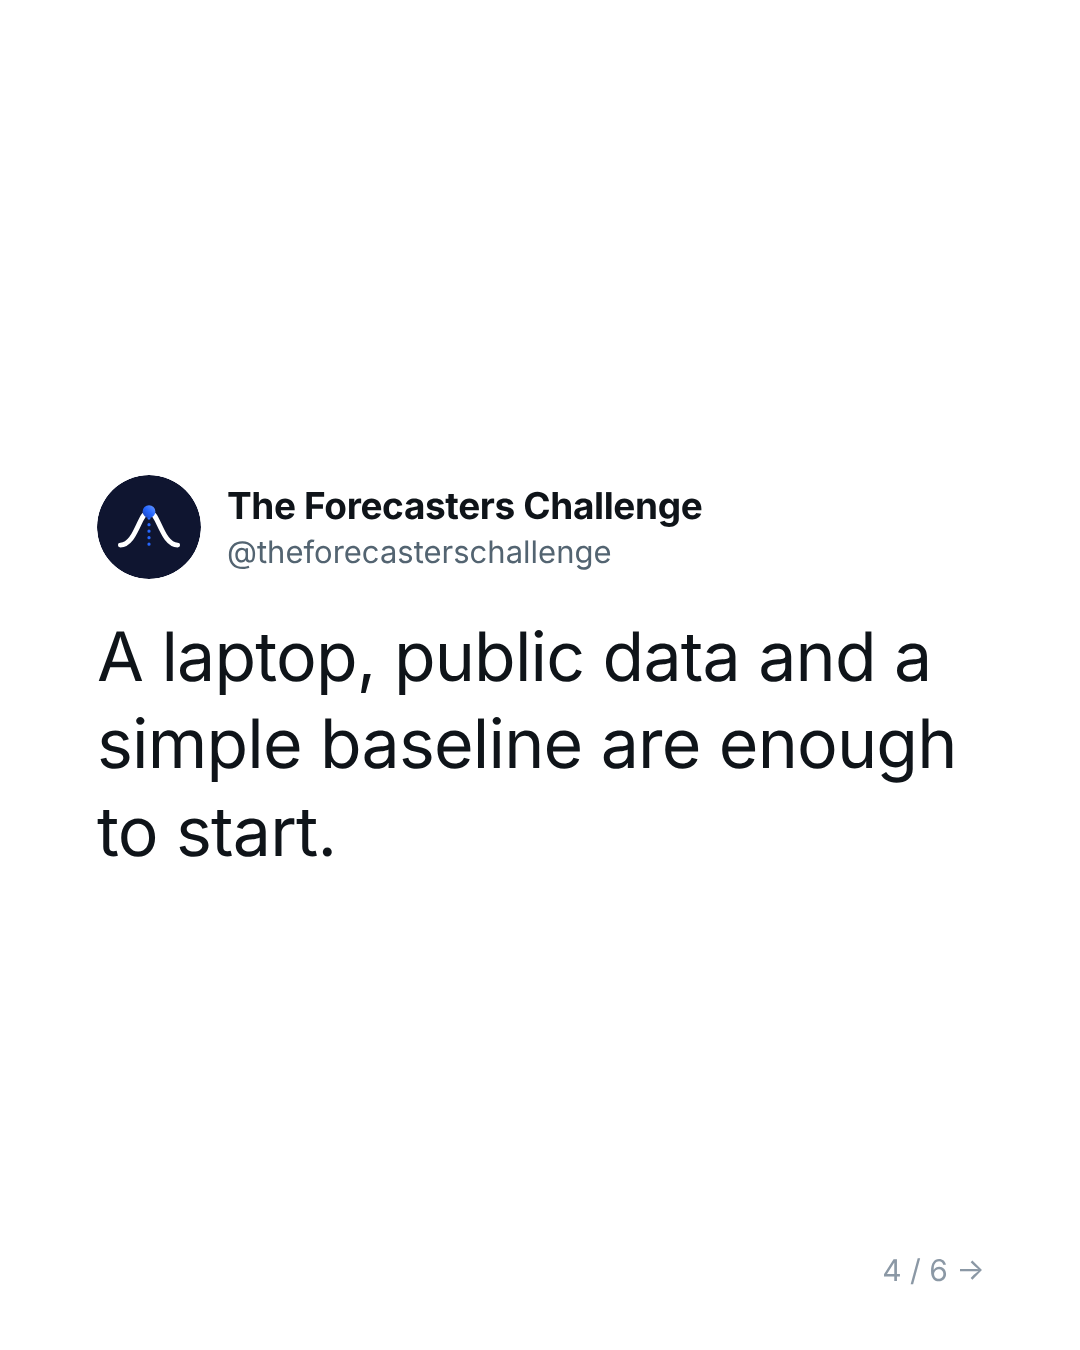 The Forecasters Challenge
@theforecasterschallenge
A laptop, public data and a
simple baseline are enough
to start.
4 / 6 →